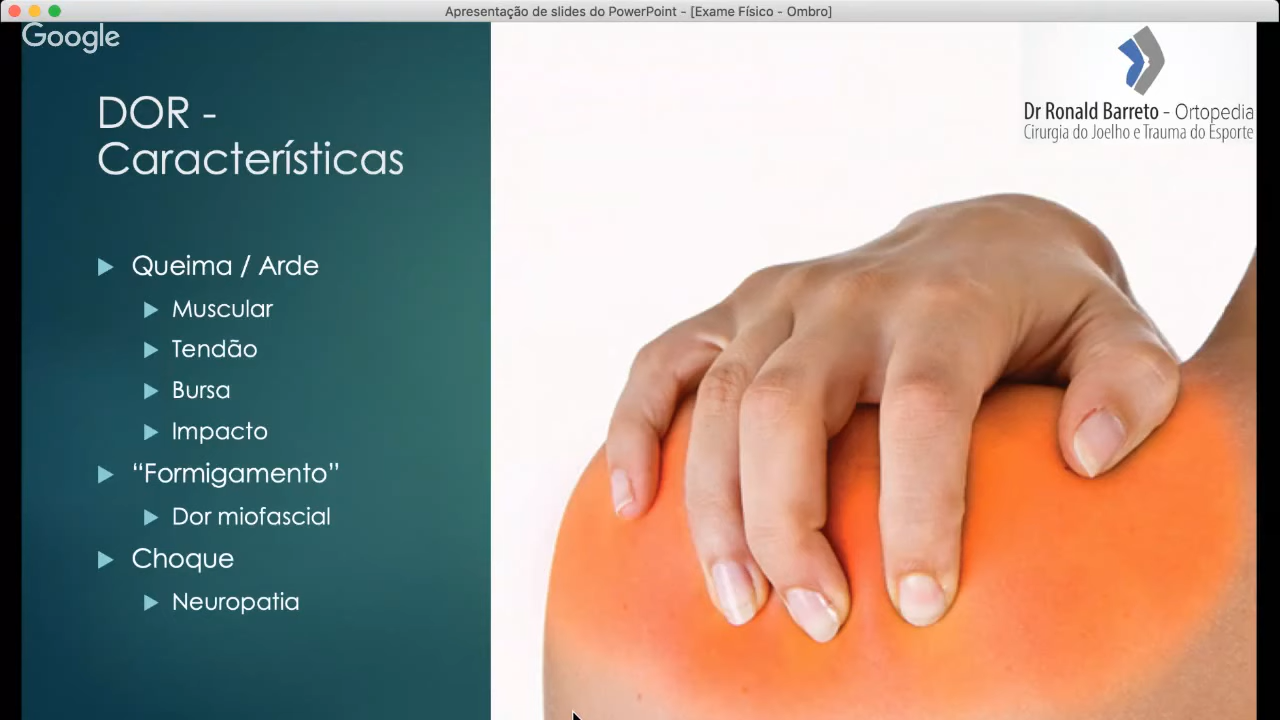 Apresentação de slides do PowerPoint - [Exame Físico - Ombro]
Google
DOR -
Características
Queima / Arde
Muscular
Tendão
Bursa
Impacto
“Formigamento”
Dor miofascial
Choque
Neuropatia
Dr Ronald Barreto - Ortopedia
Cirurgia do Joelho e Trauma do Esporte